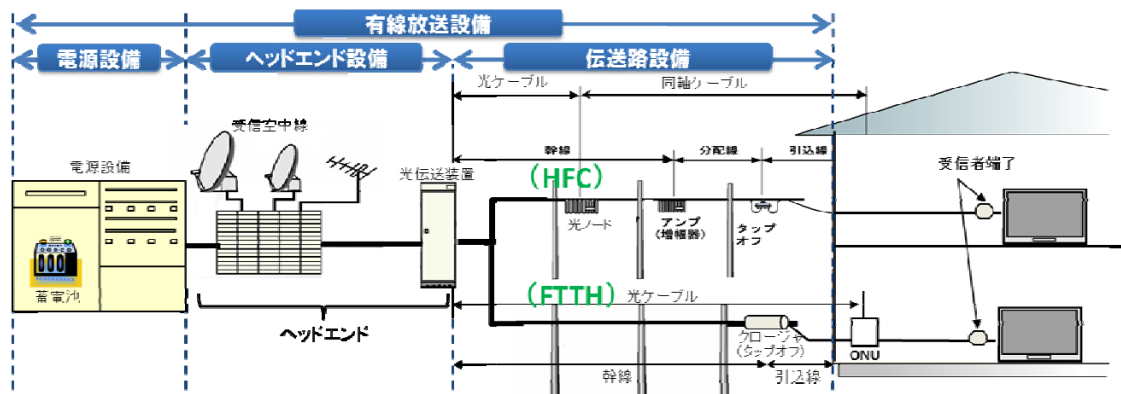 有線放送設備
電源設備
ヘッドエンド設備
伝送路設備
光ケーブル
同軸ケーブル
受信空中線
幹線
分配線
引込線
電源設備
光伝送装置
(HFC)
受信者端子
光ノード
アンプ
(増幅器)
タップ
オフ
蓄電池
(FTTH)
光ケーブル
ヘッドエンド
クロージャ
(タップオフ)
ONU
幹線
引込線